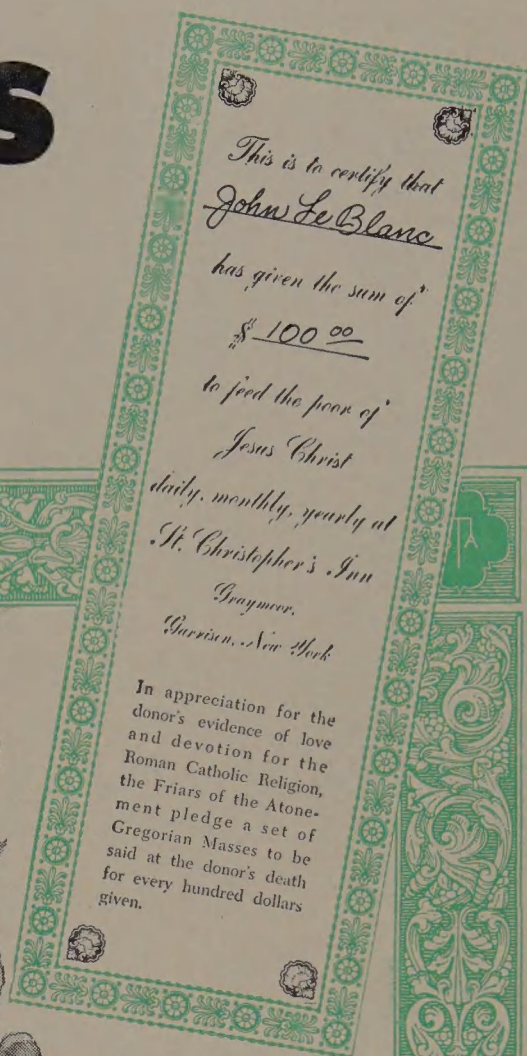 S
This is to certify that
John Le Blanc
has given the sum of
$ 100 00
to feed the poor of
Jesus Christ
daily, monthly, yearly at
St. Christopher's Inn
Graymoor,
Garrison, New York
In appreciation for the
donor's evidence of love
and devotion for the
Roman Catholic Religion,
the Friars of the Atone-
ment pledge a set of
Gregorian Masses to be
said at the donor's death
for every hundred dollars
given.